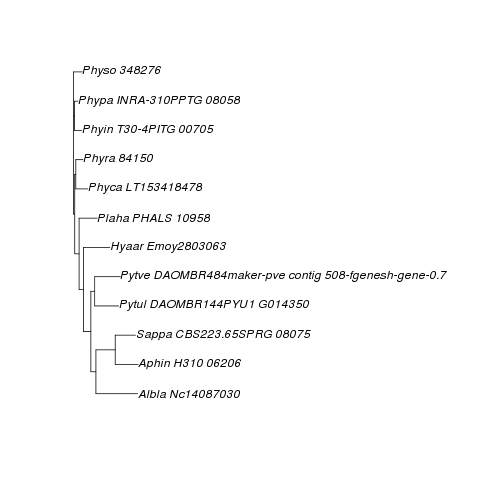 Physo 348276
Phypa INRA-310PPTG 08058
Phyin T30-4PITG 00705
Phyra 84150
Phyca LT153418478
Plaha PHALS 10958
Hyaar Emoy2803063
Pytve DAOMBR484maker-pve contig 508-fgenesh-gene-0.7
Pytul DAOMBR144PYU1 G014350
Sappa CBS223.65SPRG 08075
Aphin H310 06206
Albla Nc14087030